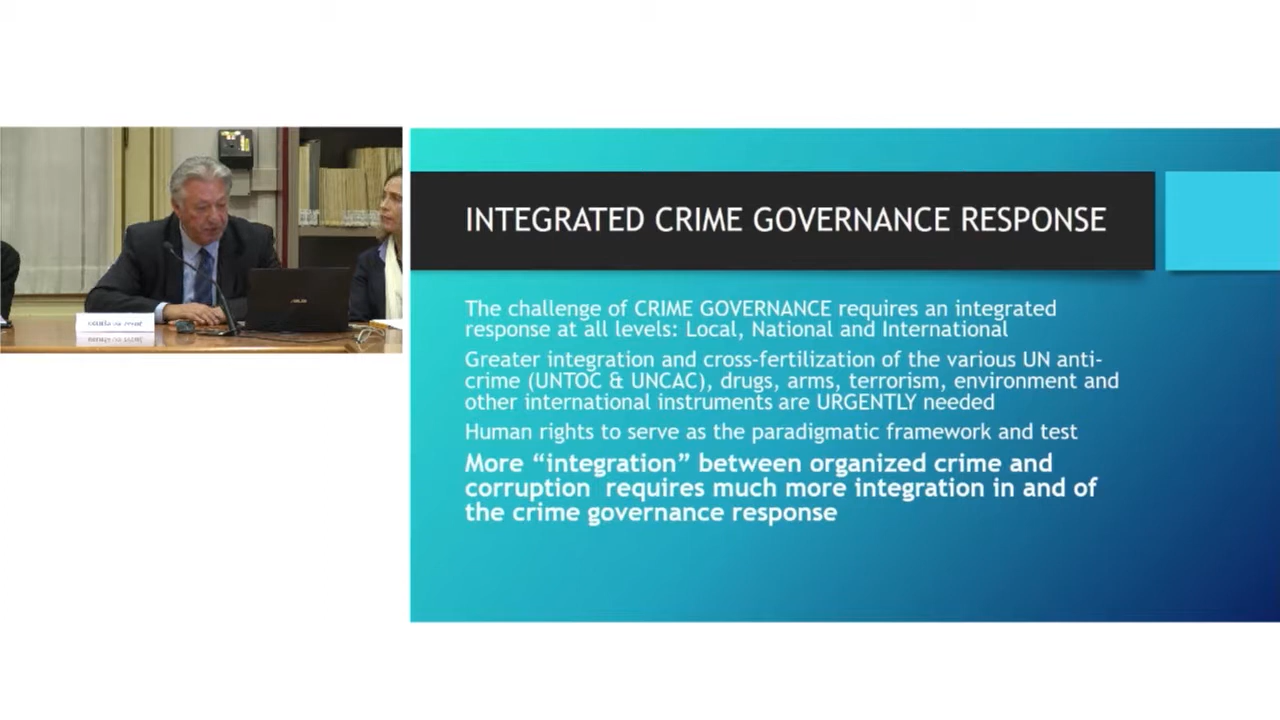 INTEGRATED CRIME GOVERNANCE RESPONSE
The challenge of CRIME GOVERNANCE requires an integrated
response at all levels: Local, National and International
Greater integration and cross-fertilization of the various UN anti-
crime (UNTOC & UNCAC), drugs, arms, terrorism, environment and
other international instruments are URGENTLY needed
Human rights to serve as the paradigmatic framework and test
More “integration” between organized crime and
corruption requires much more integration in and of
the crime governance response